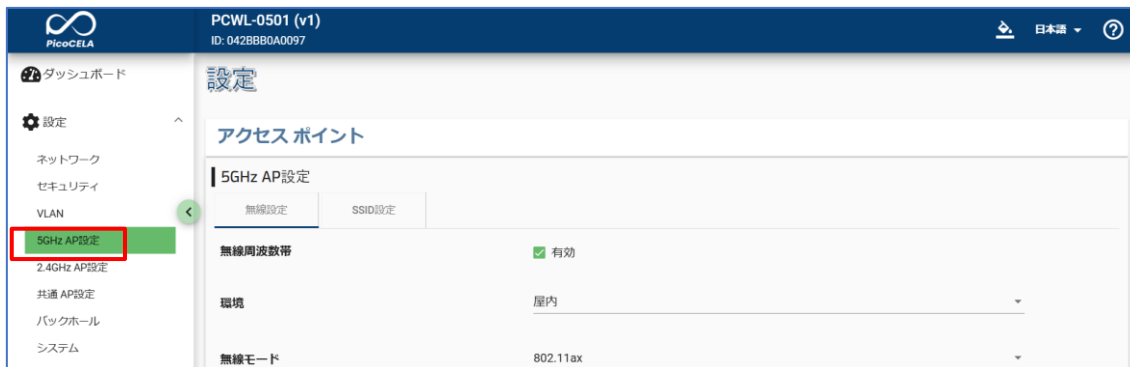 PicoCELA
PCWL-0501 (v1)
ID: 042BBB0A0097
日本語
ダッシュボード
設定
ネットワーク
セキュリティ
VLAN
5GHz AP設定
2.4GHz AP設定
共通 AP設定
バックホール
システム
設定
アクセス ポイント
5GHz AP設定
無線設定 SSID設定
無線周波数帯 有効
環境 屋内
無線モード 802.11ax